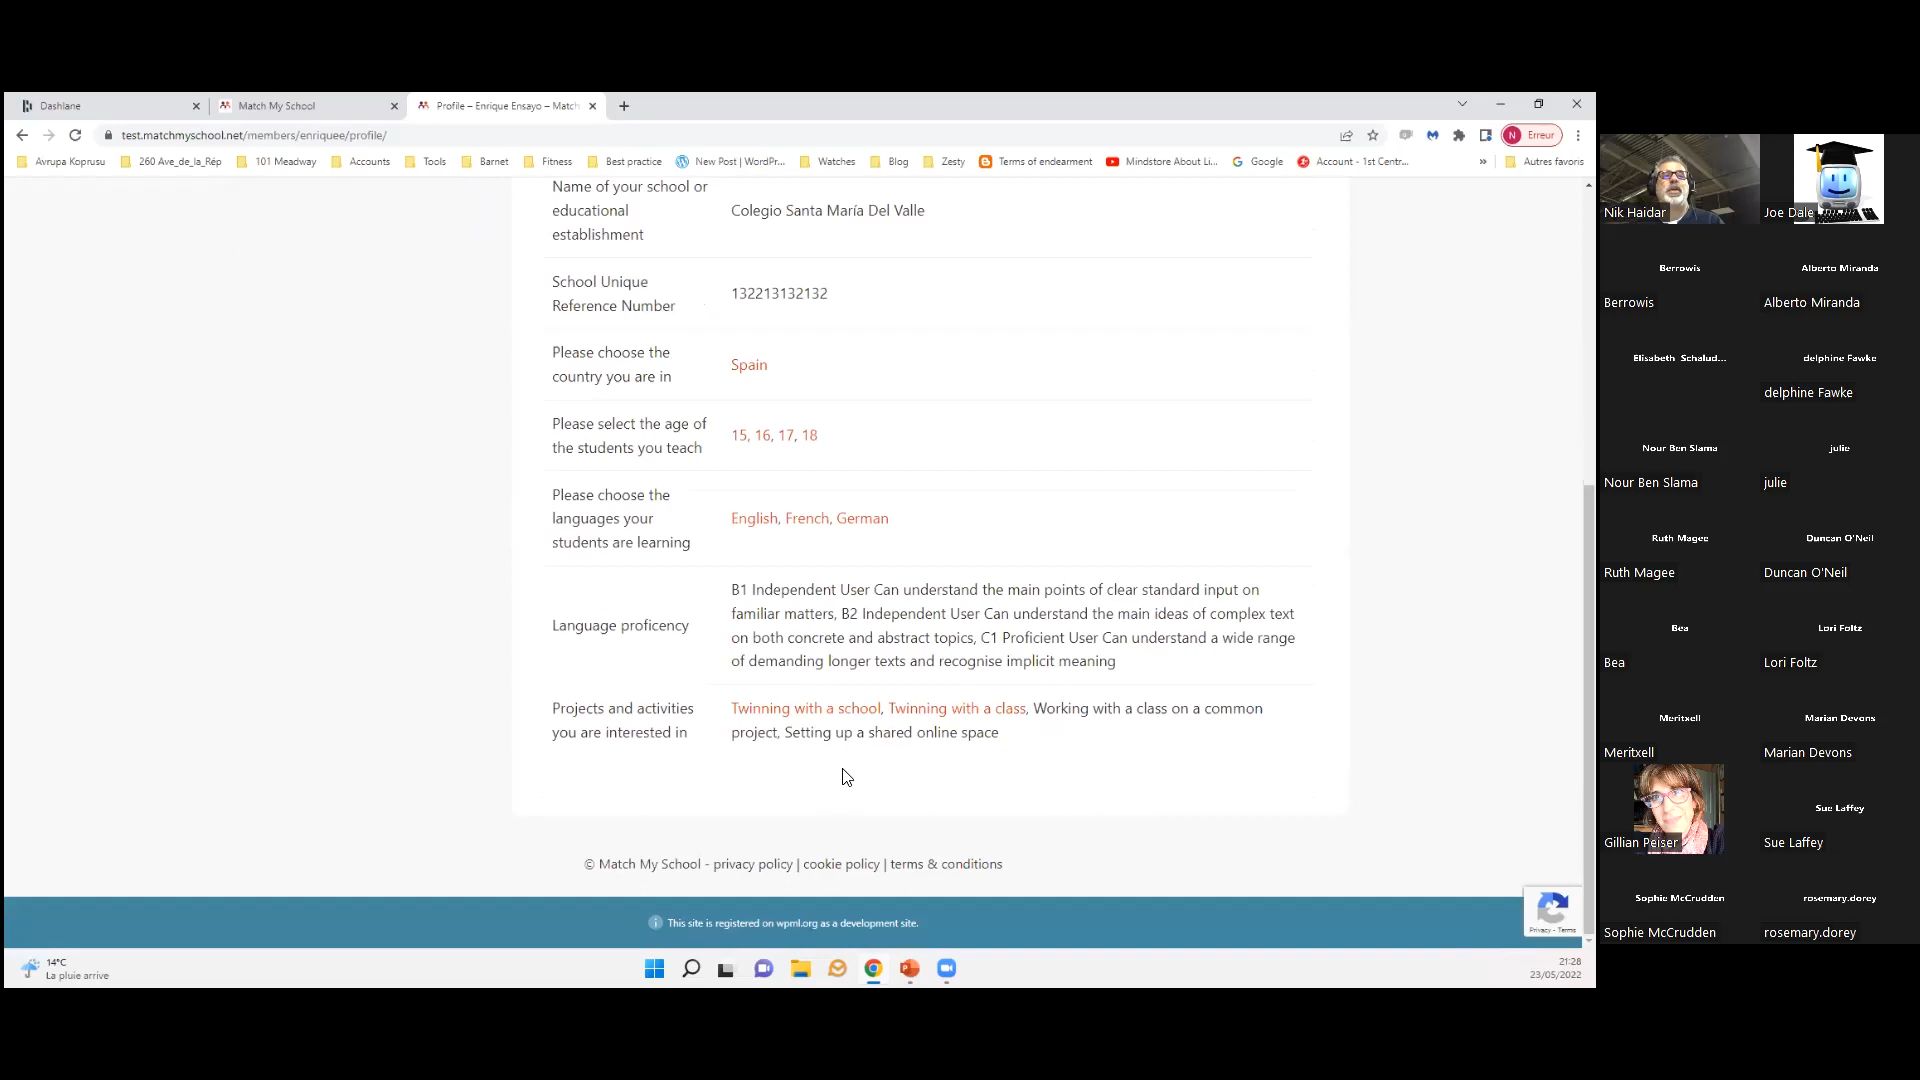 Dashlane
Match My School
Profile – Enrique Ensayo – Match
test.matchmyschool.net/members/enriquee/profile/
N Erreur
Avrupa Koprusu
260 Ave_de_la_Rép
101 Meadway
Accounts
Tools
Barnet
Fitness
Best practice
New Post | WordPr...
Watches
Blog
Zesty
Terms of endearment
Mindstore About Li...
Google
Account - 1st Centr...
»
Autres favoris
Name of your school or
educational
establishment
Colegio Santa María Del Valle
School Unique
Reference Number
132213132132
Please choose the
country you are in
Spain
Please select the age of
the students you teach
15, 16, 17, 18
Please choose the
languages your
students are learning
English, French, German
Language proficiency
B1 Independent User Can understand the main points of clear standard input on
familiar matters, B2 Independent User Can understand the main ideas of complex text
on both concrete and abstract topics, C1 Proficient User Can understand a wide range
of demanding longer texts and recognise implicit meaning
Projects and activities
you are interested in
Twinning with a school, Twinning with a class, Working with a class on a common
project, Setting up a shared online space
© Match My School - privacy policy | cookie policy | terms & conditions
This site is registered on wpml.org as a development site.
Privacy - Terms
14°C
La pluie arrive
21:28
23/05/2022
Nik Haidar
Joe Dale
Berrowis
Alberto Miranda
Berrowis
Alberto Miranda
Elisabeth Schalud...
delphine Fawke
delphine Fawke
Nour Ben Slama
julie
Nour Ben Slama
julie
Ruth Magee
Duncan O'Neil
Ruth Magee
Duncan O'Neil
Bea
Lori Foltz
Bea
Lori Foltz
Meritxell
Marian Devons
Meritxell
Marian Devons
Gillian Peiser
Sue Laffey
Sue Laffey
Sophie McCrudden
rosemary.dorey
Sophie McCrudden
rosemary.dorey